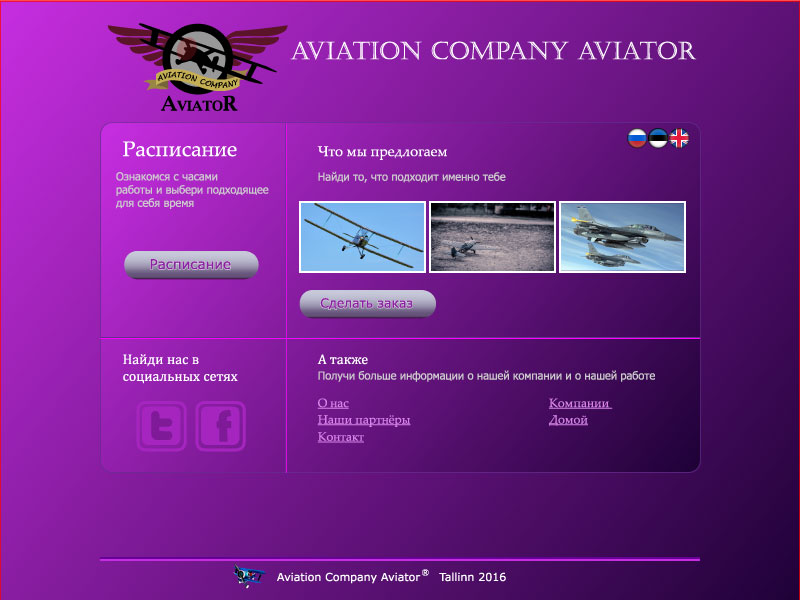 AVIATION COMPANY
AVIATOR
AVIATION COMPANY AVIATOR
Расписание
Ознакомся с часами
работы и выбери подходящее
для себя время
Расписание
Что мы предлогаем
Найди то, что подходит именно тебе
Сделать заказ
Найди нас в
социальных сетях
А также
Получи больше информации о нашей компании и о нашей работе
О нас
Наши партнёры
Контакт
Компании
Домой
Aviation Company Aviator® Tallinn 2016